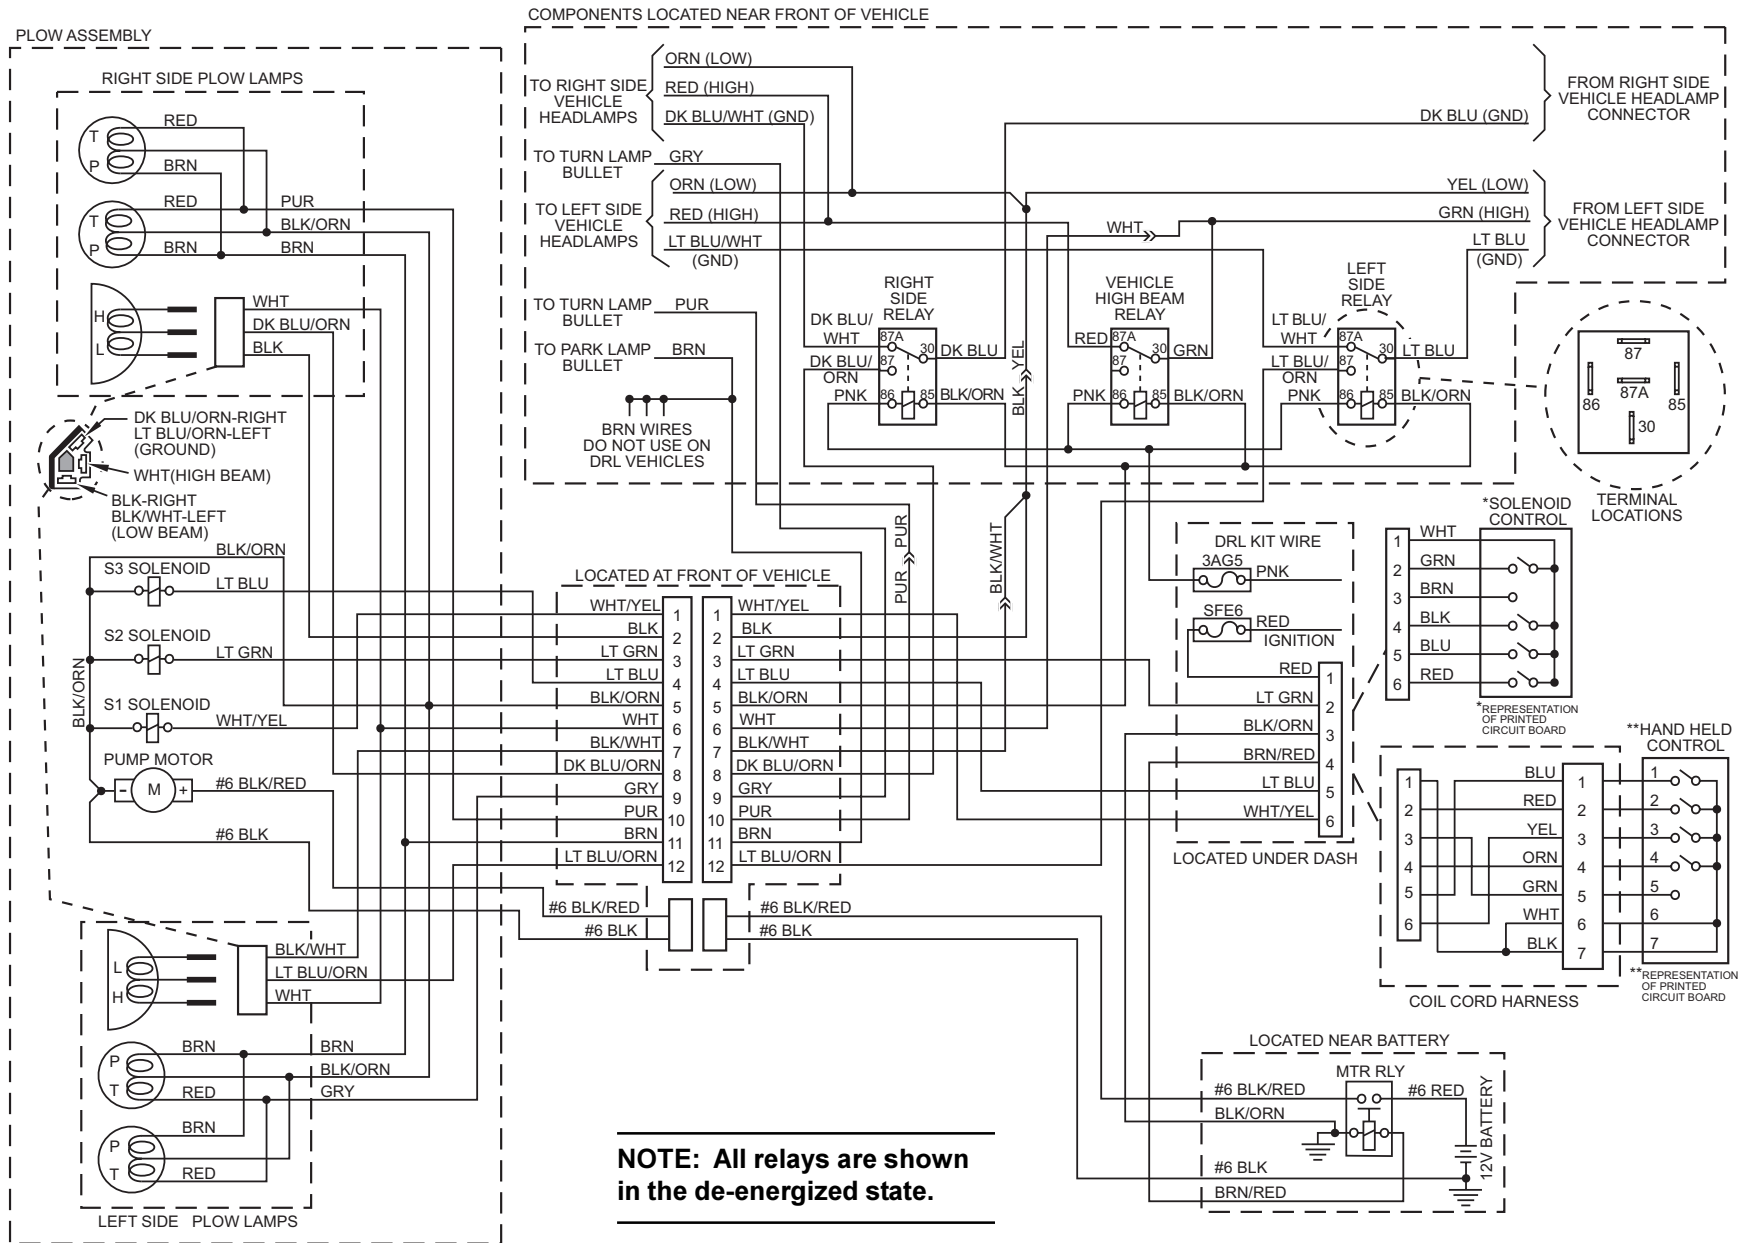 COMPONENTS LOCATED NEAR FRONT OF VEHICLE
PLOW ASSEMBLY
RIGHT SIDE PLOW LAMPS
T
P
RED
BRN
T
P
RED
BRN
PUR
BLK/ORN
BRN
H
L
WHT
DK BLU/ORN
BLK
DK BLU/ORN-RIGHT
LT BLU/ORN-LEFT
(GROUND)
WHT(HIGH BEAM)
BLK-RIGHT
BLK/WHT-LEFT
(LOW BEAM)
BLK/ORN
S3 SOLENOID
LT BLU
S2 SOLENOID
LT GRN
BLK/ORN
S1 SOLENOID
WHT/YEL
PUMP MOTOR
- M +
#6 BLK/RED
#6 BLK
L
H
BLK/WHT
LT BLU/ORN
WHT
P
T
BRN
RED
BRN
BLK/ORN
GRY
P
T
BRN
RED
LEFT SIDE PLOW LAMPS
TO RIGHT SIDE
VEHICLE
HEADLAMPS
ORN (LOW)
RED (HIGH)
DK BLU/WHT (GND)
TO TURN LAMP
BULLET
GRY
TO LEFT SIDE
VEHICLE
HEADLAMPS
ORN (LOW)
RED (HIGH)
LT BLU/WHT
(GND)
TO TURN LAMP
BULLET
PUR
TO PARK LAMP
BULLET
BRN
BRN WIRES
DO NOT USE ON
DRL VEHICLES
DK BLU (GND)
FROM RIGHT SIDE
VEHICLE HEADLAMP
CONNECTOR
YEL (LOW)
GRN (HIGH)
LT BLU
(GND)
FROM LEFT SIDE
VEHICLE HEADLAMP
CONNECTOR
WHT
RIGHT
SIDE
RELAY
DK BLU/
WHT
DK BLU/
ORN
PNK
87A
87
30
86
85
DK BLU
BLK/ORN
BLK
YEL
VEHICLE
HIGH BEAM
RELAY
RED
PNK
87A
87
30
86
85
GRN
BLK/ORN
LEFT
SIDE
RELAY
LT BLU/
WHT
LT BLU/
ORN
PNK
87A
87
30
86
85
LT BLU
BLK/ORN
87
87A
86
85
30
TERMINAL
LOCATIONS
PUR
PUR
BLK/WHT
LOCATED AT FRONT OF VEHICLE
WHT/YEL 1 1 WHT/YEL
BLK 2 2 BLK
LT GRN 3 3 LT GRN
LT BLU 4 4 LT BLU
BLK/ORN 5 5 BLK/ORN
WHT 6 6 WHT
BLK/WHT 7 7 BLK/WHT
DK BLU/ORN 8 8 DK BLU/ORN
GRY 9 9 GRY
PUR 10 10 PUR
BRN 11 11 BRN
LT BLU/ORN 12 12 LT BLU/ORN
#6 BLK/RED #6 BLK/RED
#6 BLK #6 BLK
DRL KIT WIRE
3AG5
PNK
SFE6
RED
IGNITION
RED 1
LT GRN 2
BLK/ORN 3
BRN/RED 4
LT BLU 5
WHT/YEL 6
LOCATED UNDER DASH
*SOLENOID
CONTROL
1 WHT
2 GRN
3 BRN
4 BLK
5 BLU
6 RED
*REPRESENTATION
OF PRINTED
CIRCUIT BOARD
**HAND HELD
CONTROL
1 BLU 1 1
2 RED 2 2
3 YEL 3 3
4 ORN 4 4
5 GRN 5 5
6 WHT 6 6
BLK 7 7
COIL CORD HARNESS
**REPRESENTATION
OF PRINTED
CIRCUIT BOARD
LOCATED NEAR BATTERY
MTR RLY
#6 BLK/RED
#6 RED
BLK/ORN
12V BATTERY
#6 BLK
BRN/RED
NOTE: All relays are shown
in the de-energized state.